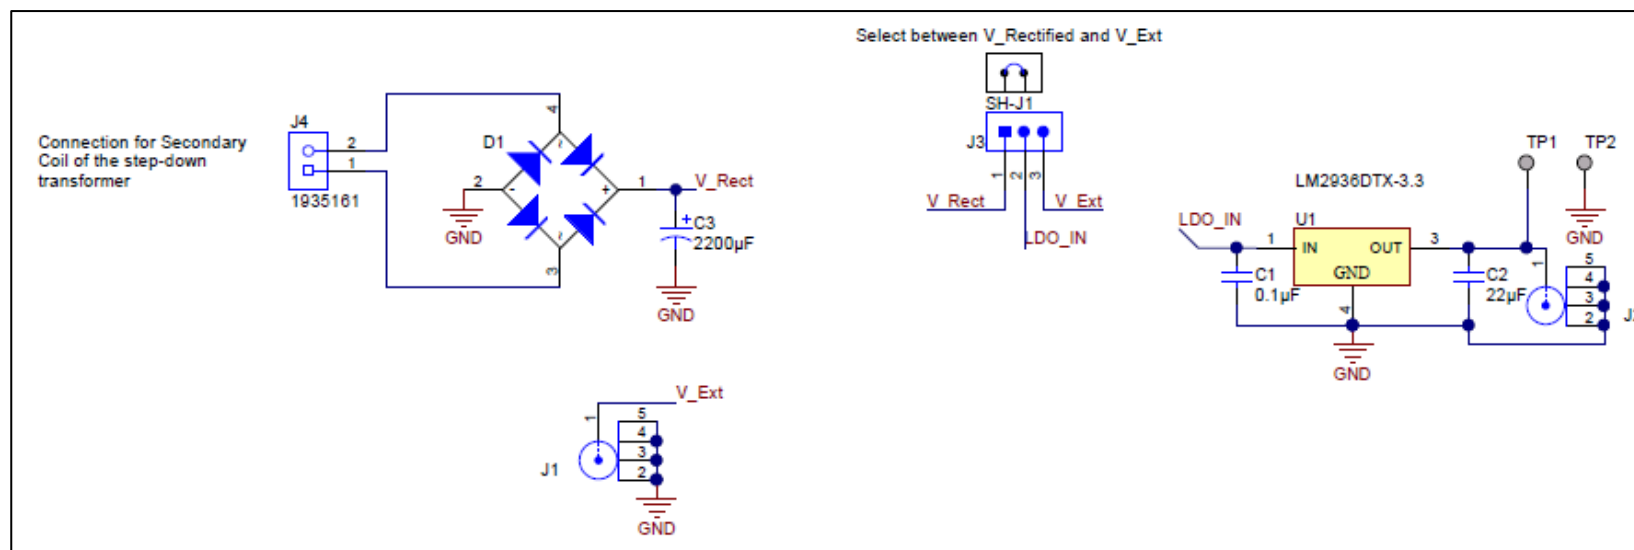 Select between V_Rectified and V_Ext
SH-J1
J4
Connection for Secondary
Coil of the step-down
transformer
2
1
1935161
4
D1
~
2
-
+
1
V_Rect
GND
~
3
+
C3
2200µF
GND
J3
1
2
3
V_Rect
V_Ext
LDO_IN
TP1
TP2
LM2936DTX-3.3
GND
LDO_IN
U1
1
IN
OUT
3
GND
4
C1
0.1µF
C2
22µF
1
5
4
3
2
GND
V_Ext
1
5
4
3
2
J1
GND